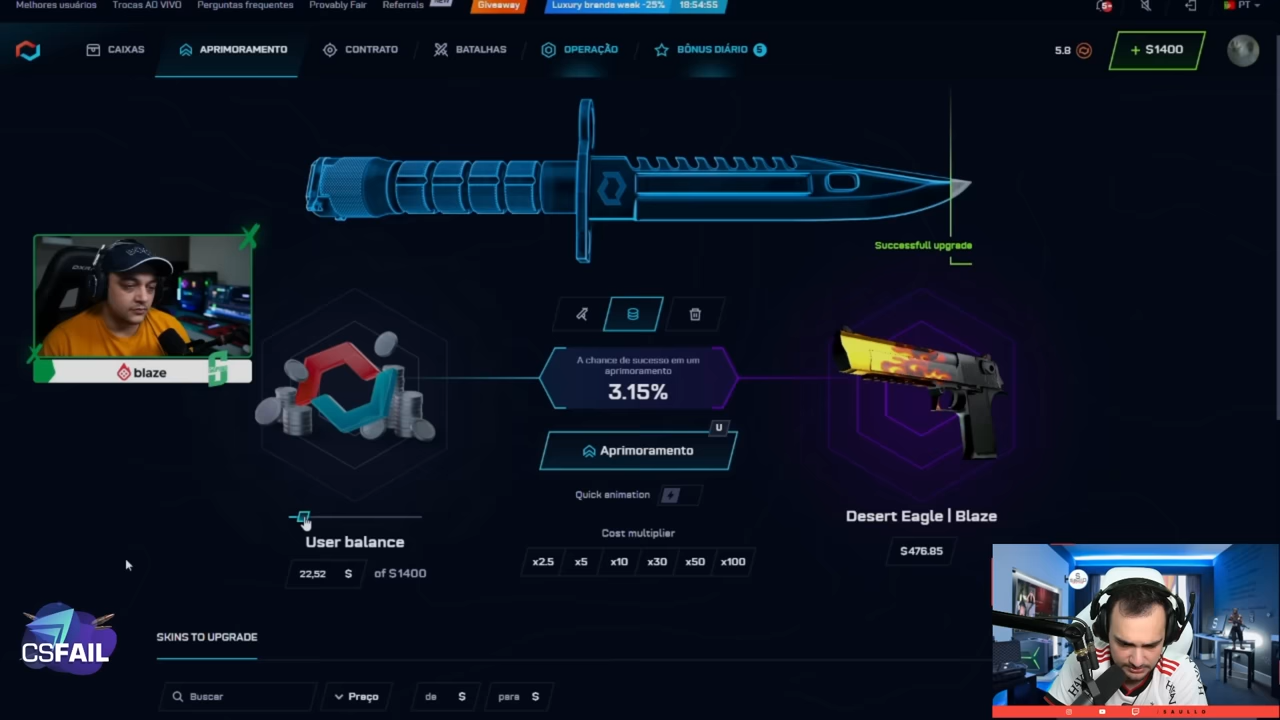 Melhores usuários Trocas AO VIVO Perguntas frequentes Provably Fair Referrals NEW Giveaway Luxury brands week -25% 18:54:55 5+ PT
CAIXAS APRIMORAMENTO CONTRATO BATALHAS OPERAÇÃO BÔNUS DIÁRIO 5 5.8 + $1400
Successfull upgrade
A chance de sucesso em um
aprimoramento
3.15%
blaze
U
Aprimoramento
Quick animation
Desert Eagle | Blaze
Cost multiplier
User balance
$476.85
x2.5 x5 x10 x30 x50 x100
22,52 $ of $1400
CSFAIL
SKINS TO UPGRADE
Buscar Preço de $ para $
SAULLO